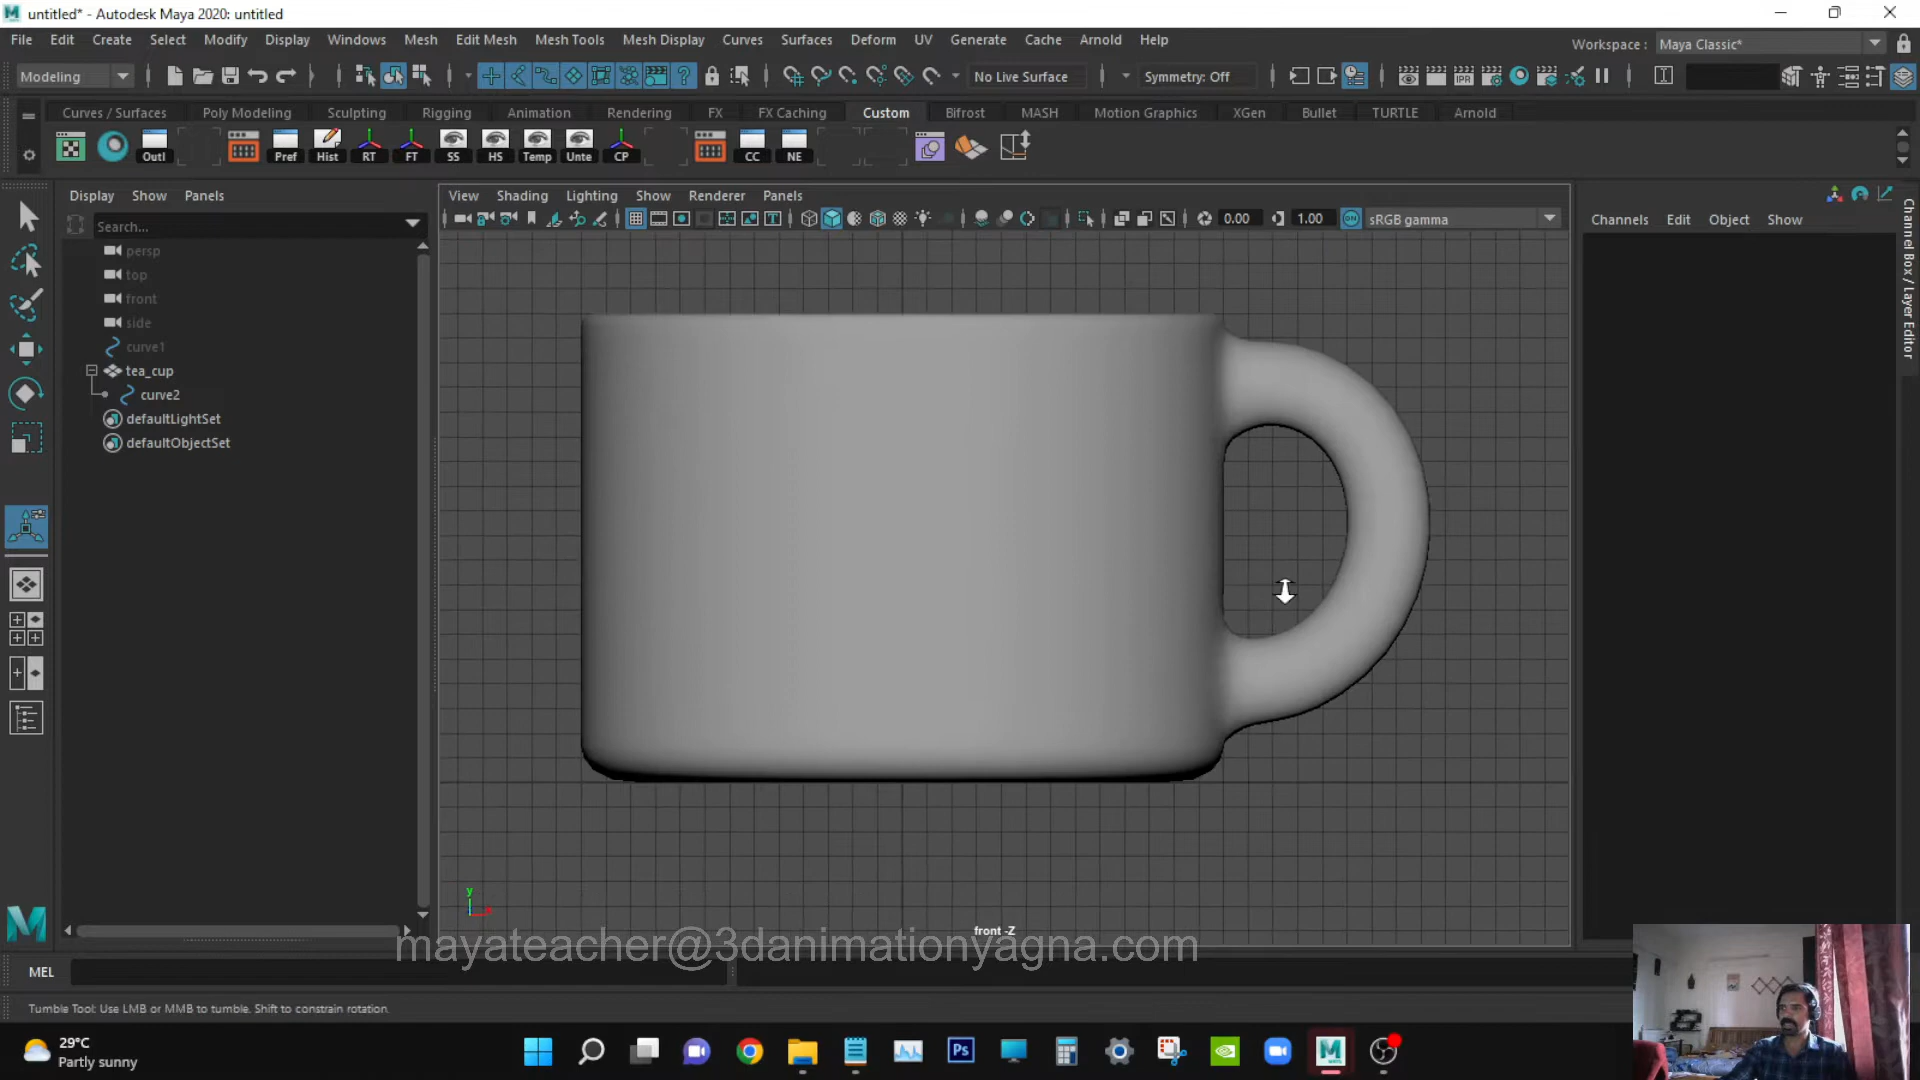 untitled* - Autodesk Maya 2020: untitled
File Edit Create Select Modify Display Windows Mesh Edit Mesh Mesh Tools Mesh Display Curves Surfaces Deform UV Generate Cache Arnold Help
Workspace : Maya Classic*
Modeling No Live Surface Symmetry: Off IPR
Curves / Surfaces Poly Modeling Sculpting Rigging Animation Rendering FX FX Caching Custom Bifrost MASH Motion Graphics XGen Bullet TURTLE Arnold
Outl Pref Hist RT FT SS HS Temp Unte CP CC NE
Display Show Panels
View Shading Lighting Show Renderer Panels
Search...
0.00 1.00 ON sRGB gamma
Channels Edit Object Show
Channel Box / Layer Editor
persp
top
front
side
curve1
tea_cup
curve2
defaultLightSet
defaultObjectSet
y
front -Z
mayateacher@3danimationyagna.com
MEL
Tumble Tool: Use LMB or MMB to tumble. Shift to constrain rotation.
29°C
Partly sunny
Ps